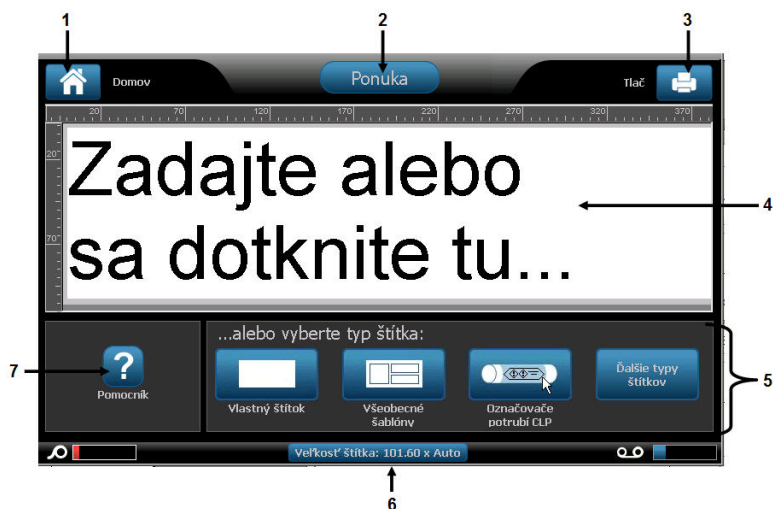 1
2
3
Domov
Ponuka
Tlač
20 70 120 170 220 270 320 370
20
70
Zadajte alebo
sa dotknite tu...
4
...alebo vyberte typ štítka:
7
?
Pomocník
Vlastný štítok
Všeobecné
šablóny
Označovače
potrubí CLP
Ďalšie typy
štítkov
5
Veľkosť štítka: 101.60 x Auto
6